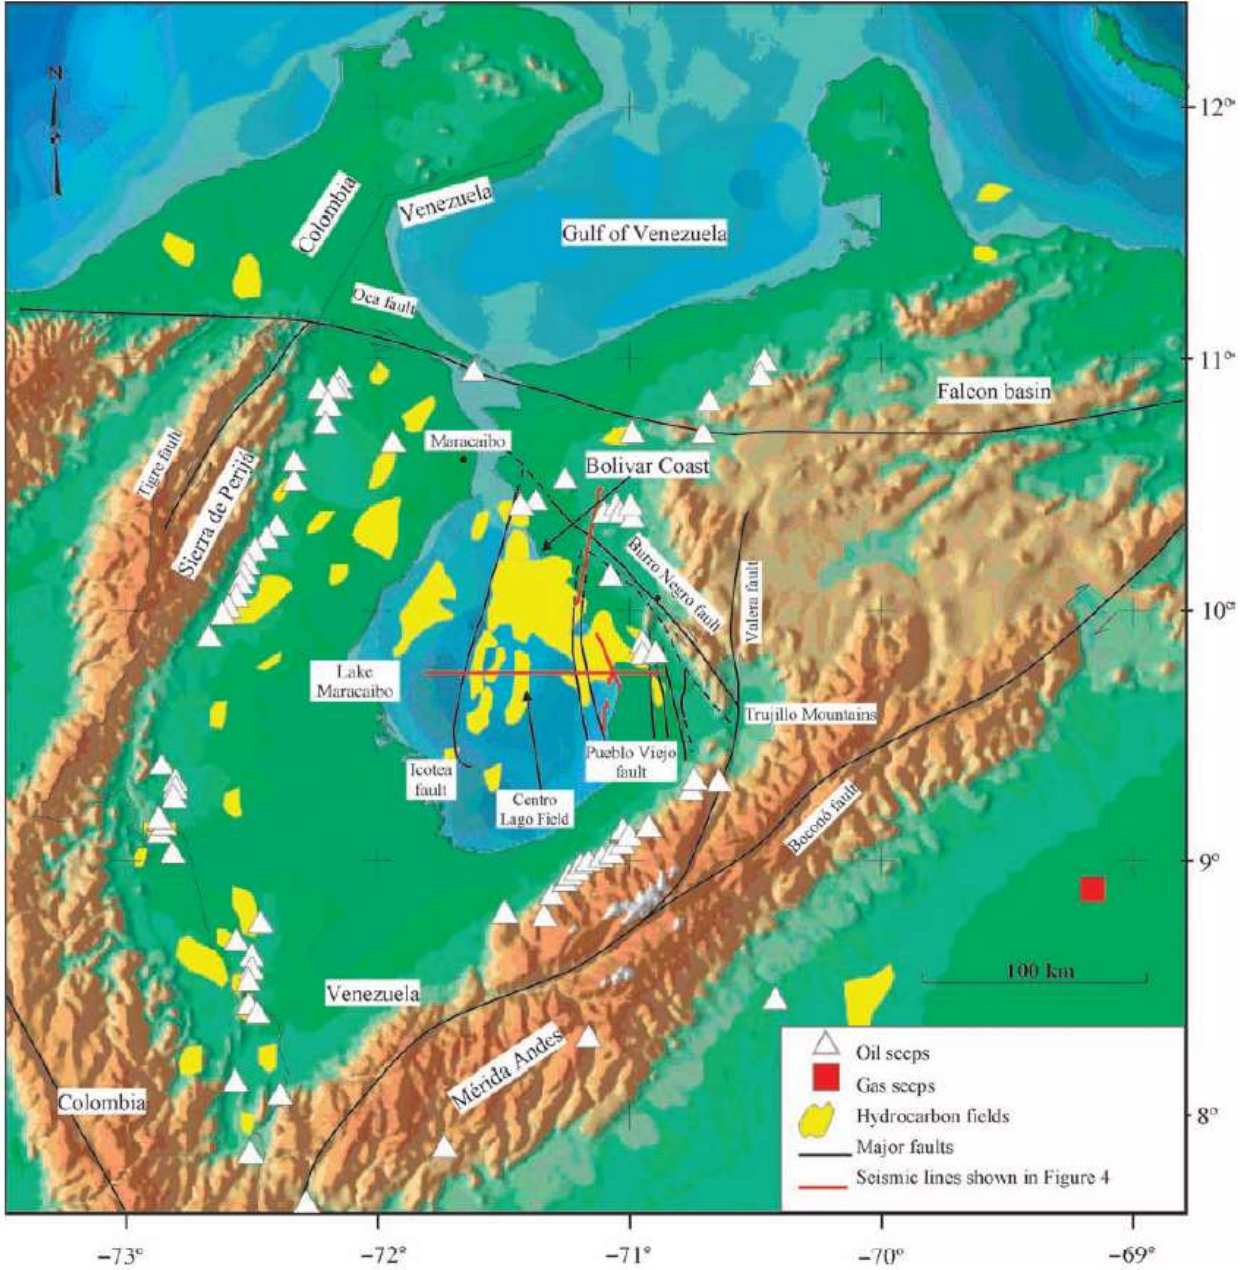 N
12°
Colombia
Venezuela
Gulf of Venezuela
Oca fault
11°
Falcon basin
Maracaibo
Bolivar Coast
Tigre fault
Sierra de Perijá
Burro Negro fault
Valera fault
10°
Lake
Maracaibo
Trujillo Mountains
Icotea
fault
Pueblo Viejo
fault
Centro
Lago Field
Boconó fault
9°
100 km
Venezuela
Mérida Andes
Colombia
8°
Oil seeps
Gas seeps
Hydrocarbon fields
Major faults
Seismic lines shown in Figure 4
−73°
−72°
−71°
−70°
−69°